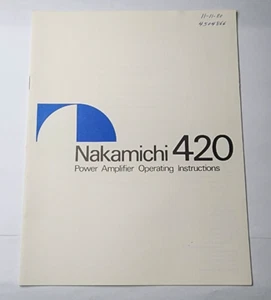 Nakamichi 420
Power Amplifier Operating Instructions